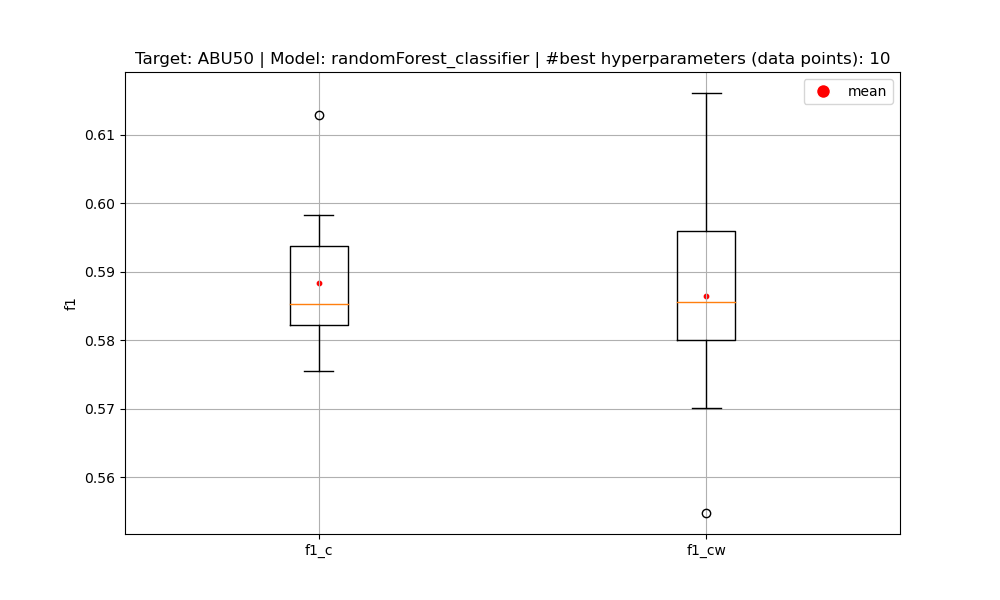 Target: ABU50 | Model: randomForest_classifier | #best hyperparameters (data points): 10
mean
0.61
0.60
0.59
0.58
0.57
0.56
f1
f1_c
f1_cw